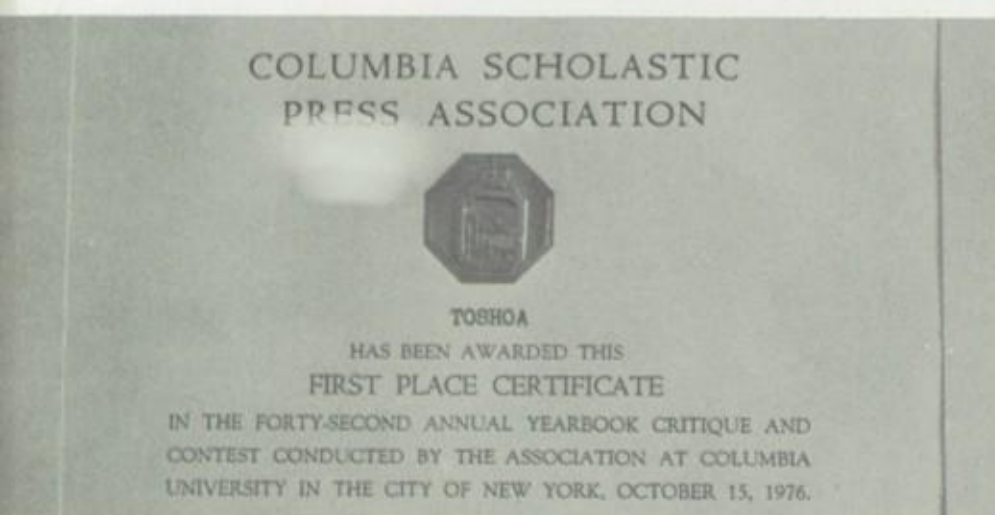 COLUMBIA SCHOLASTIC
PRESS ASSOCIATION
TOSHOA
HAS BEEN AWARDED THIS
FIRST PLACE CERTIFICATE
IN THE FORTY-SECOND ANNUAL YEARBOOK CRITIQUE AND
CONTEST CONDUCTED BY THE ASSOCIATION AT COLUMBIA
UNIVERSITY IN THE CITY OF NEW YORK, OCTOBER 15, 1976.